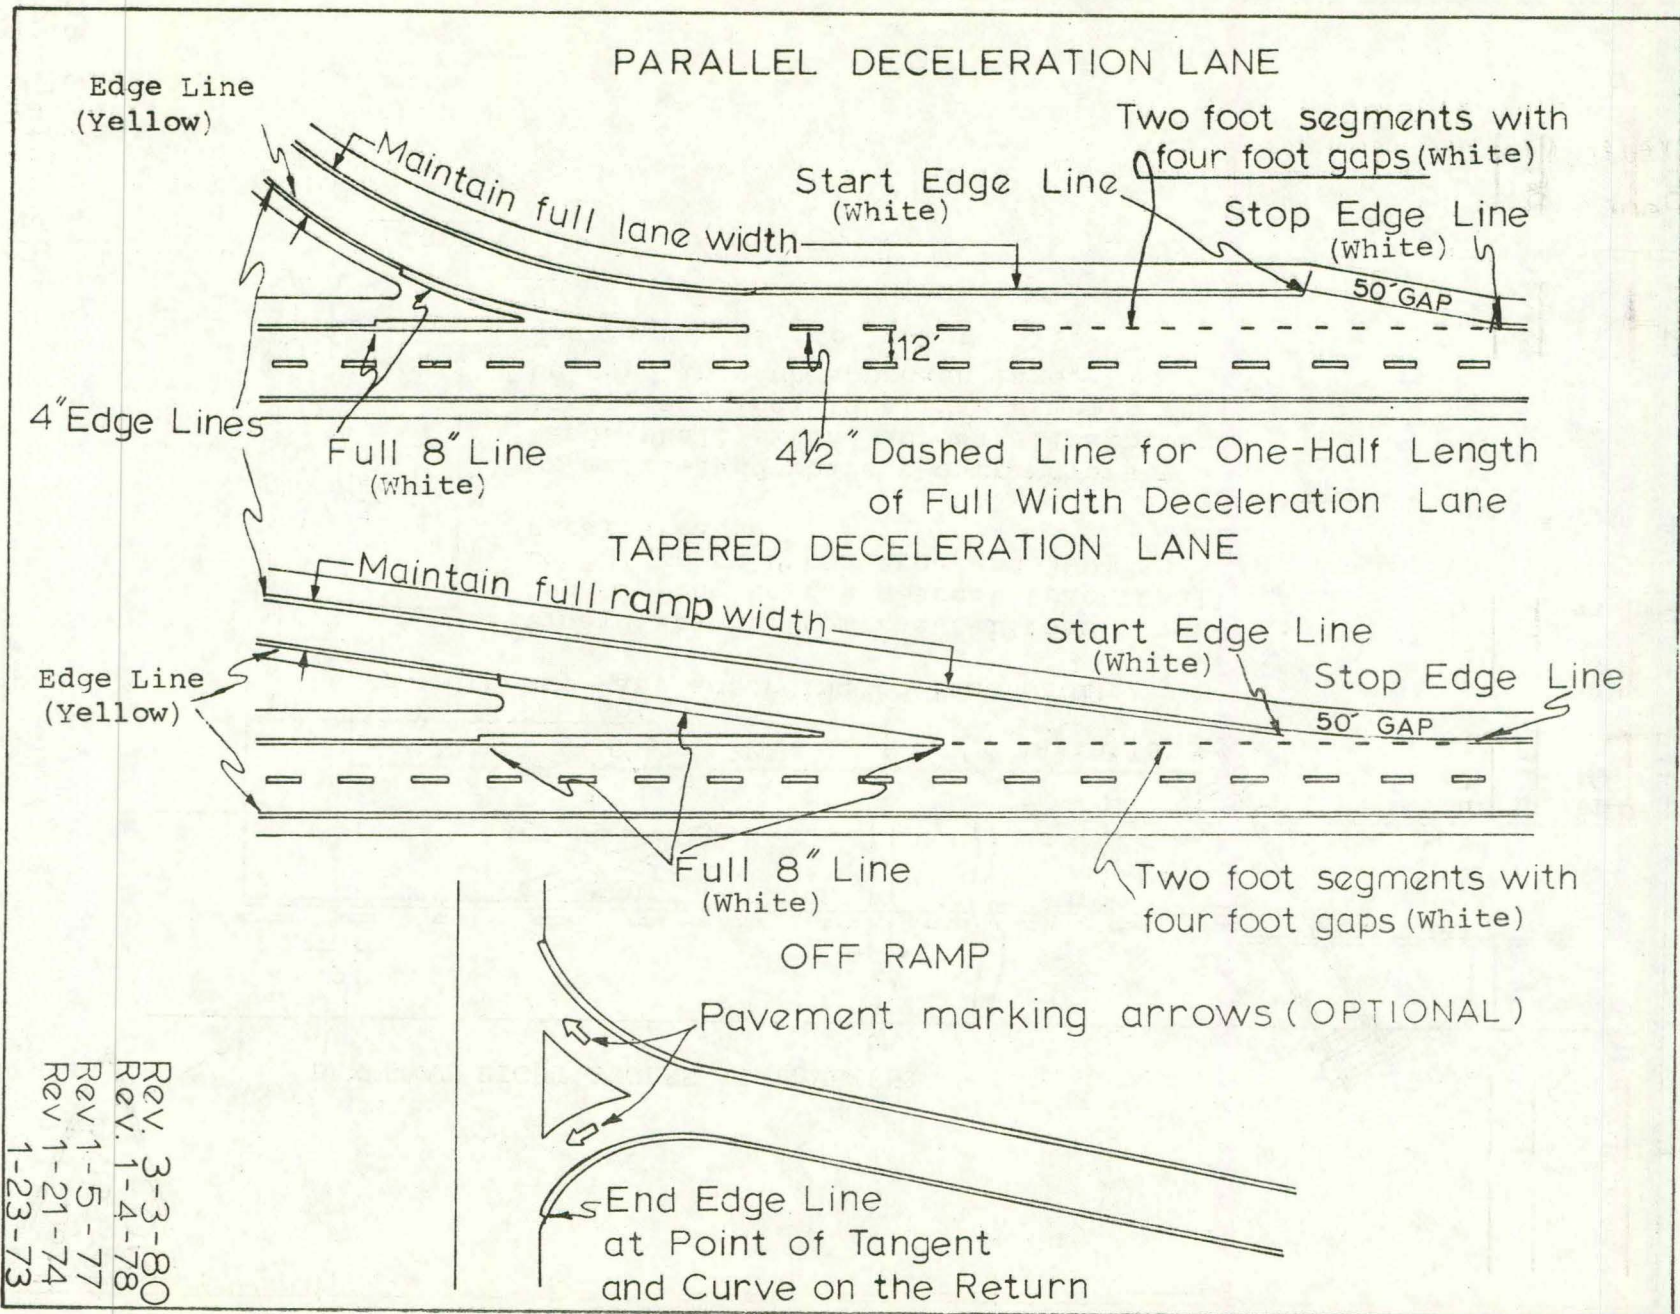 PARALLEL DECELERATION LANE
Edge Line
(Yellow)
Maintain full lane width
Start Edge Line
(White)
Two foot segments with
four foot gaps (White)
Stop Edge Line
(White)
50' GAP
12'
4" Edge Lines
Full 8" Line
(White)
4½" Dashed Line for One-Half Length
of Full Width Deceleration Lane
TAPERED DECELERATION LANE
Maintain full ramp width
Start Edge Line
(White)
Stop Edge Line
Edge Line
(Yellow)
50' GAP
Full 8" Line
(White)
Two foot segments with
four foot gaps (White)
OFF RAMP
Pavement marking arrows (OPTIONAL)
End Edge Line
at Point of Tangent
and Curve on the Return
Rev. 3-3-80
Rev. 1-4-78
Rev. 1-5-77
Rev 1-21-74
1-23-73